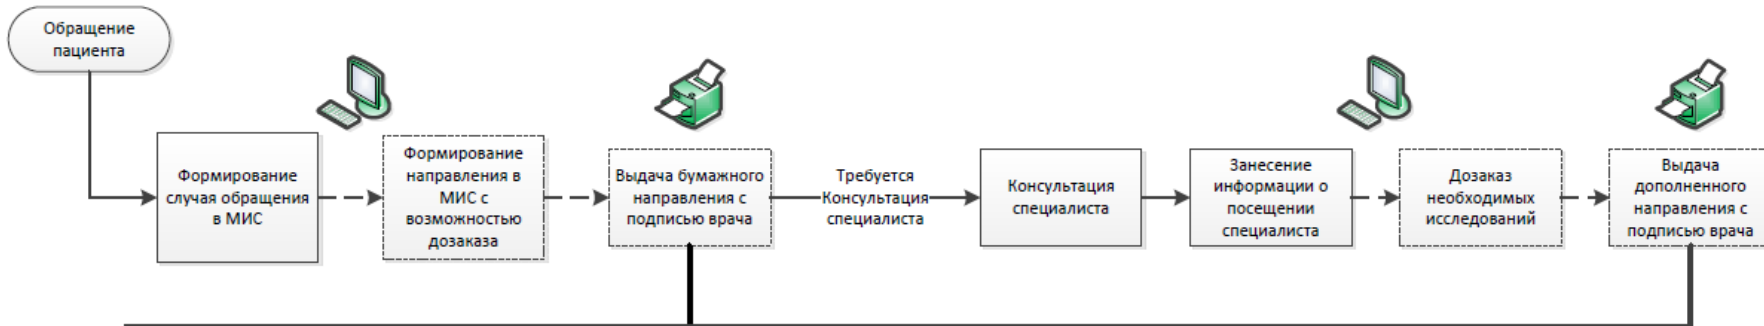 Обращение
пациента
Формирование
случая обращения
в МИС
Формирование
направления в
МИС с
возможностью
дозаказа
Выдача бумажного
направления с
подписью врача
Требуется
Консультация
специалиста
Консультация
специалиста
Занесение
информации о
посещении
специалиста
Дозаказ
необходимых
исследований
Выдача
дополненного
направления с
подписью врача